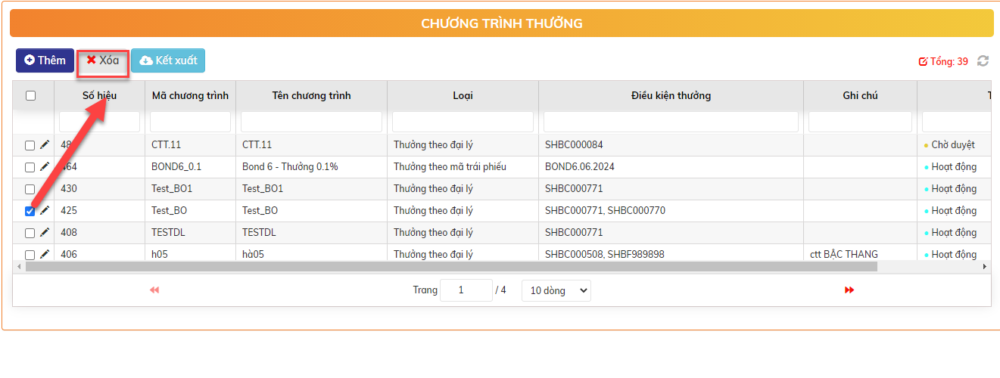 CHƯƠNG TRÌNH THƯỞNG
Thêm Xóa Kết xuất Tổng: 39
Số hiệu Mã chương trình Tên chương trình Loại Điều kiện thưởng Ghi chú
CTT.11 CTT.11 Thưởng theo đại lý SHBC000084 Chờ duyệt
464 BOND6_0.1 Bond 6 - Thưởng 0.1% Thưởng theo mã trái phiếu BOND6.06.2024 Hoạt động
430 Test_BO1 Test_BO1 Thưởng theo đại lý SHBC000771 Hoạt động
425 Test_BO Test_BO Thưởng theo đại lý SHBC000771, SHBC000770 Hoạt động
408 TESTDL TESTDL Thưởng theo đại lý SHBC000771 Hoạt động
406 h05 hà05 Thưởng theo đại lý SHBC000508, SHBF989898 ctt BẬC THANG Hoạt động
Trang 1 / 4 10 dòng